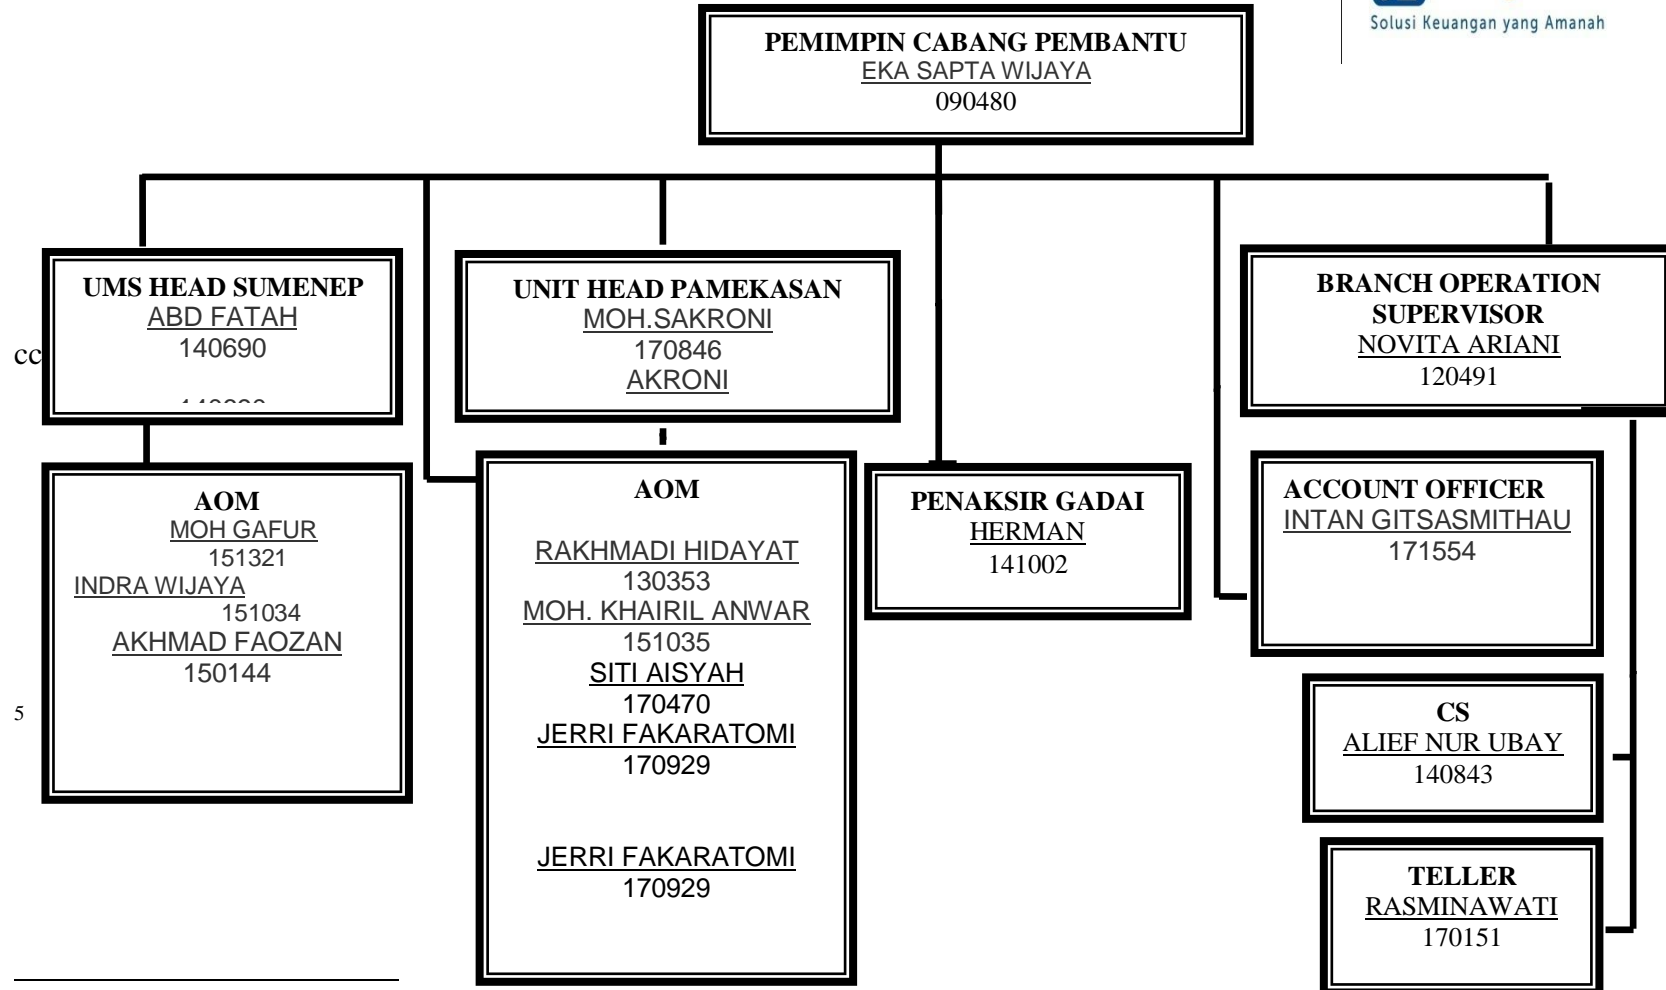 Solusi Keuangan yang Amanah
PEMIMPIN CABANG PEMBANTU
EKA SAPTA WIJAYA
090480
UMS HEAD SUMENEP
ABD FATAH
140690
UNIT HEAD PAMEKASAN
MOH.SAKRONI
170846
AKRONI
BRANCH OPERATION
SUPERVISOR
NOVITA ARIANI
120491
cc
AOM
MOH GAFUR
151321
INDRA WIJAYA
151034
AKHMAD FAOZAN
150144
AOM
RAKHMADI HIDAYAT
130353
MOH. KHAIRIL ANWAR
151035
SITI AISYAH
170470
JERRI FAKARATOMI
170929
JERRI FAKARATOMI
170929
PENAKSIR GADAI
HERMAN
141002
ACCOUNT OFFICER
INTAN GITSASMITHAU
171554
CS
ALIEF NUR UBAY
140843
TELLER
RASMINAWATI
170151
5